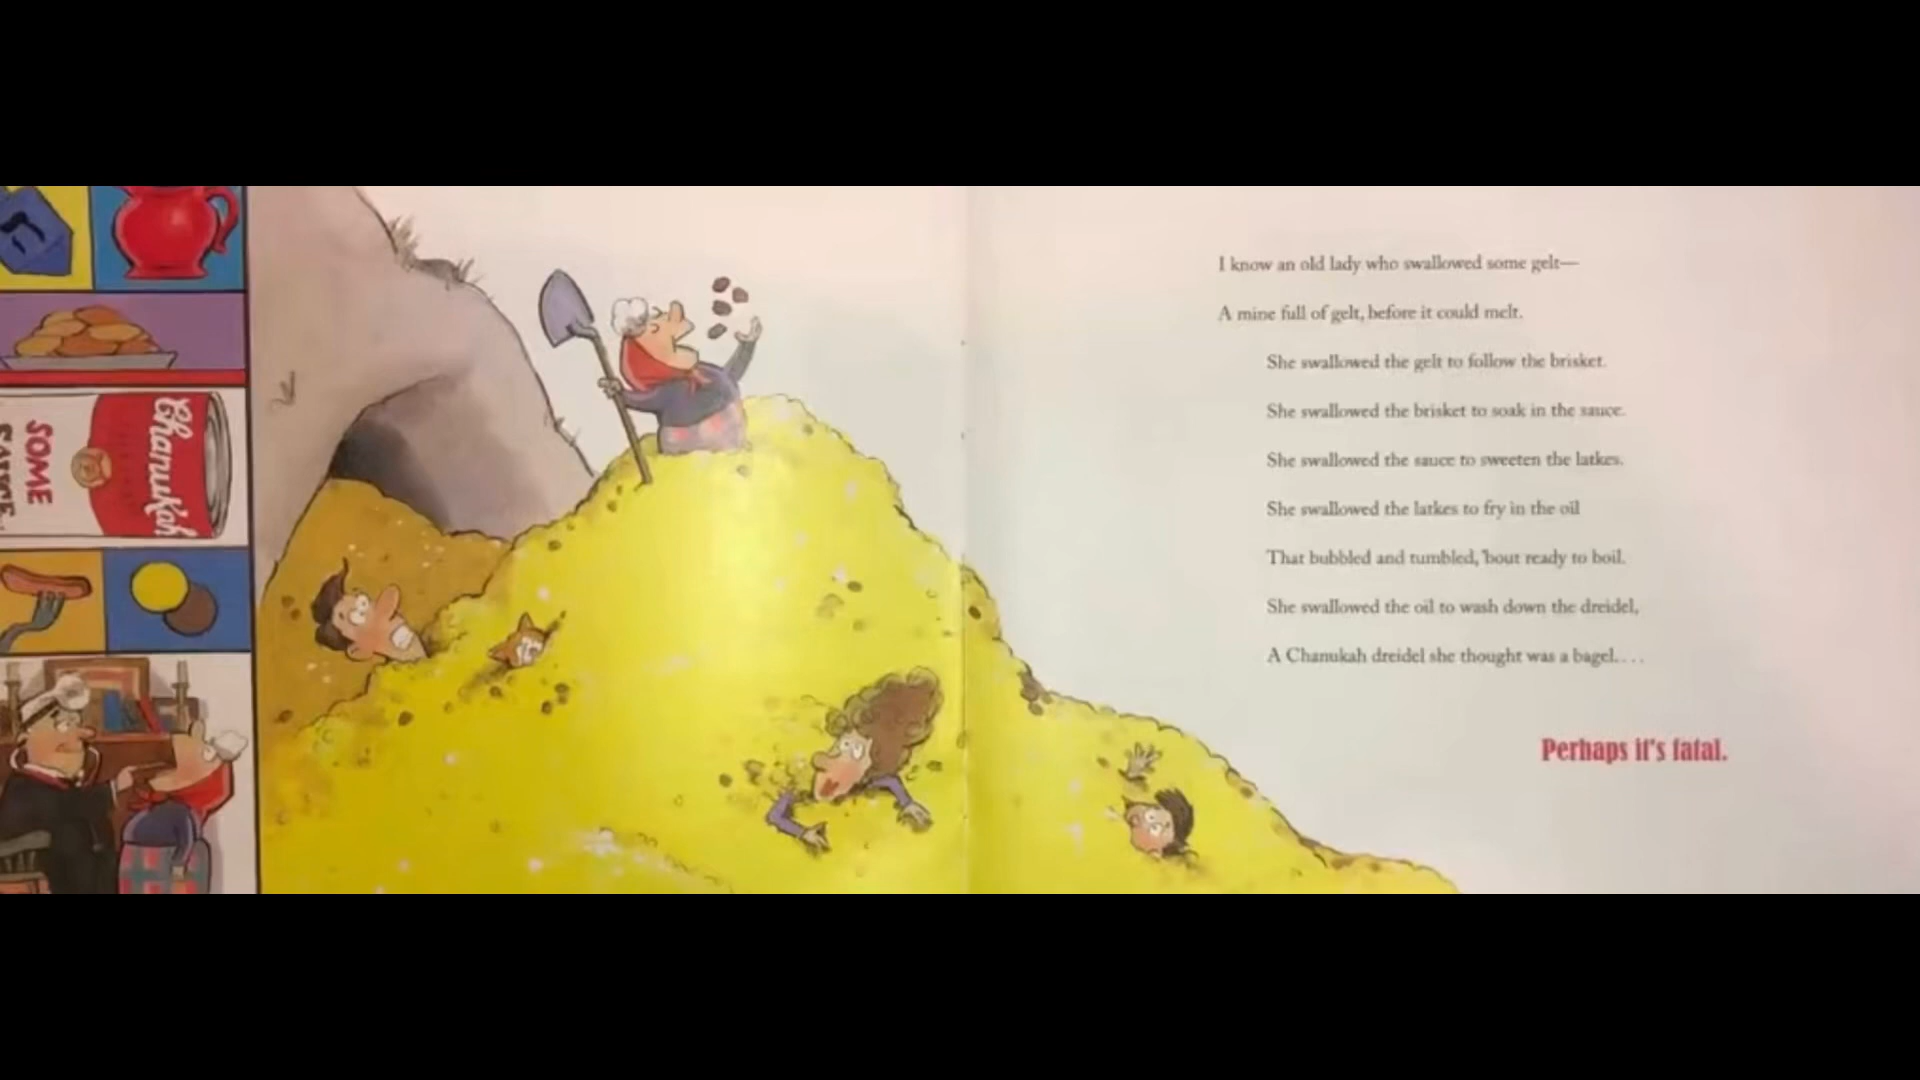 ה
Chanukah
SOME
SAUCE
I know an old lady who swallowed some gelt—
A mine full of gelt, before it could melt.
She swallowed the gelt to follow the brisket.
She swallowed the brisket to soak in the sauce.
She swallowed the sauce to sweeten the latkes.
She swallowed the latkes to fry in the oil
That bubbled and tumbled, 'bout ready to boil.
She swallowed the oil to wash down the dreidel,
A Chanukah dreidel she thought was a bagel. . . .
Perhaps it's fatal.